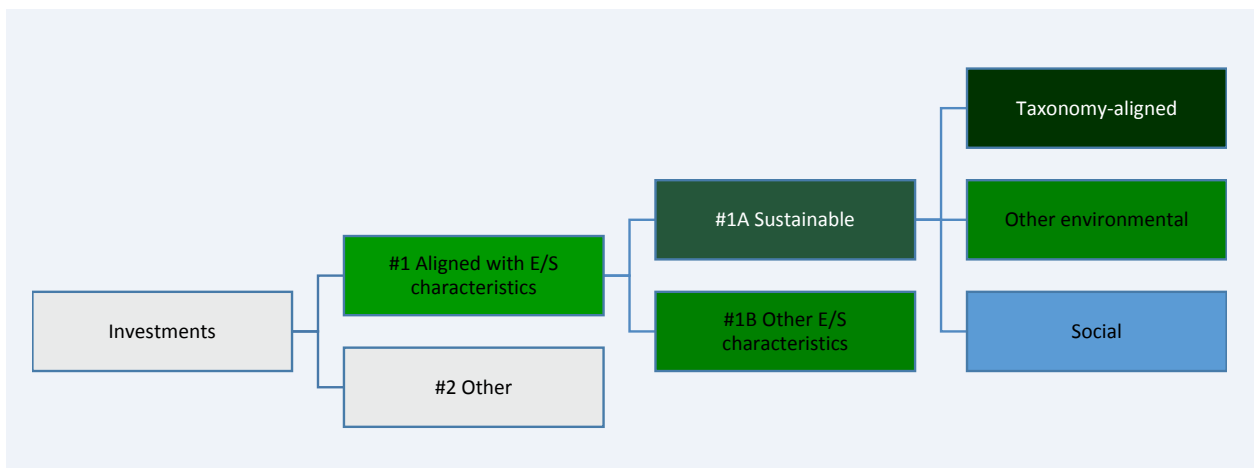 Taxonomy-aligned
#1A Sustainable
Other environmental
#1 Aligned with E/S
characteristics
Investments
#1B Other E/S
characteristics
Social
#2 Other